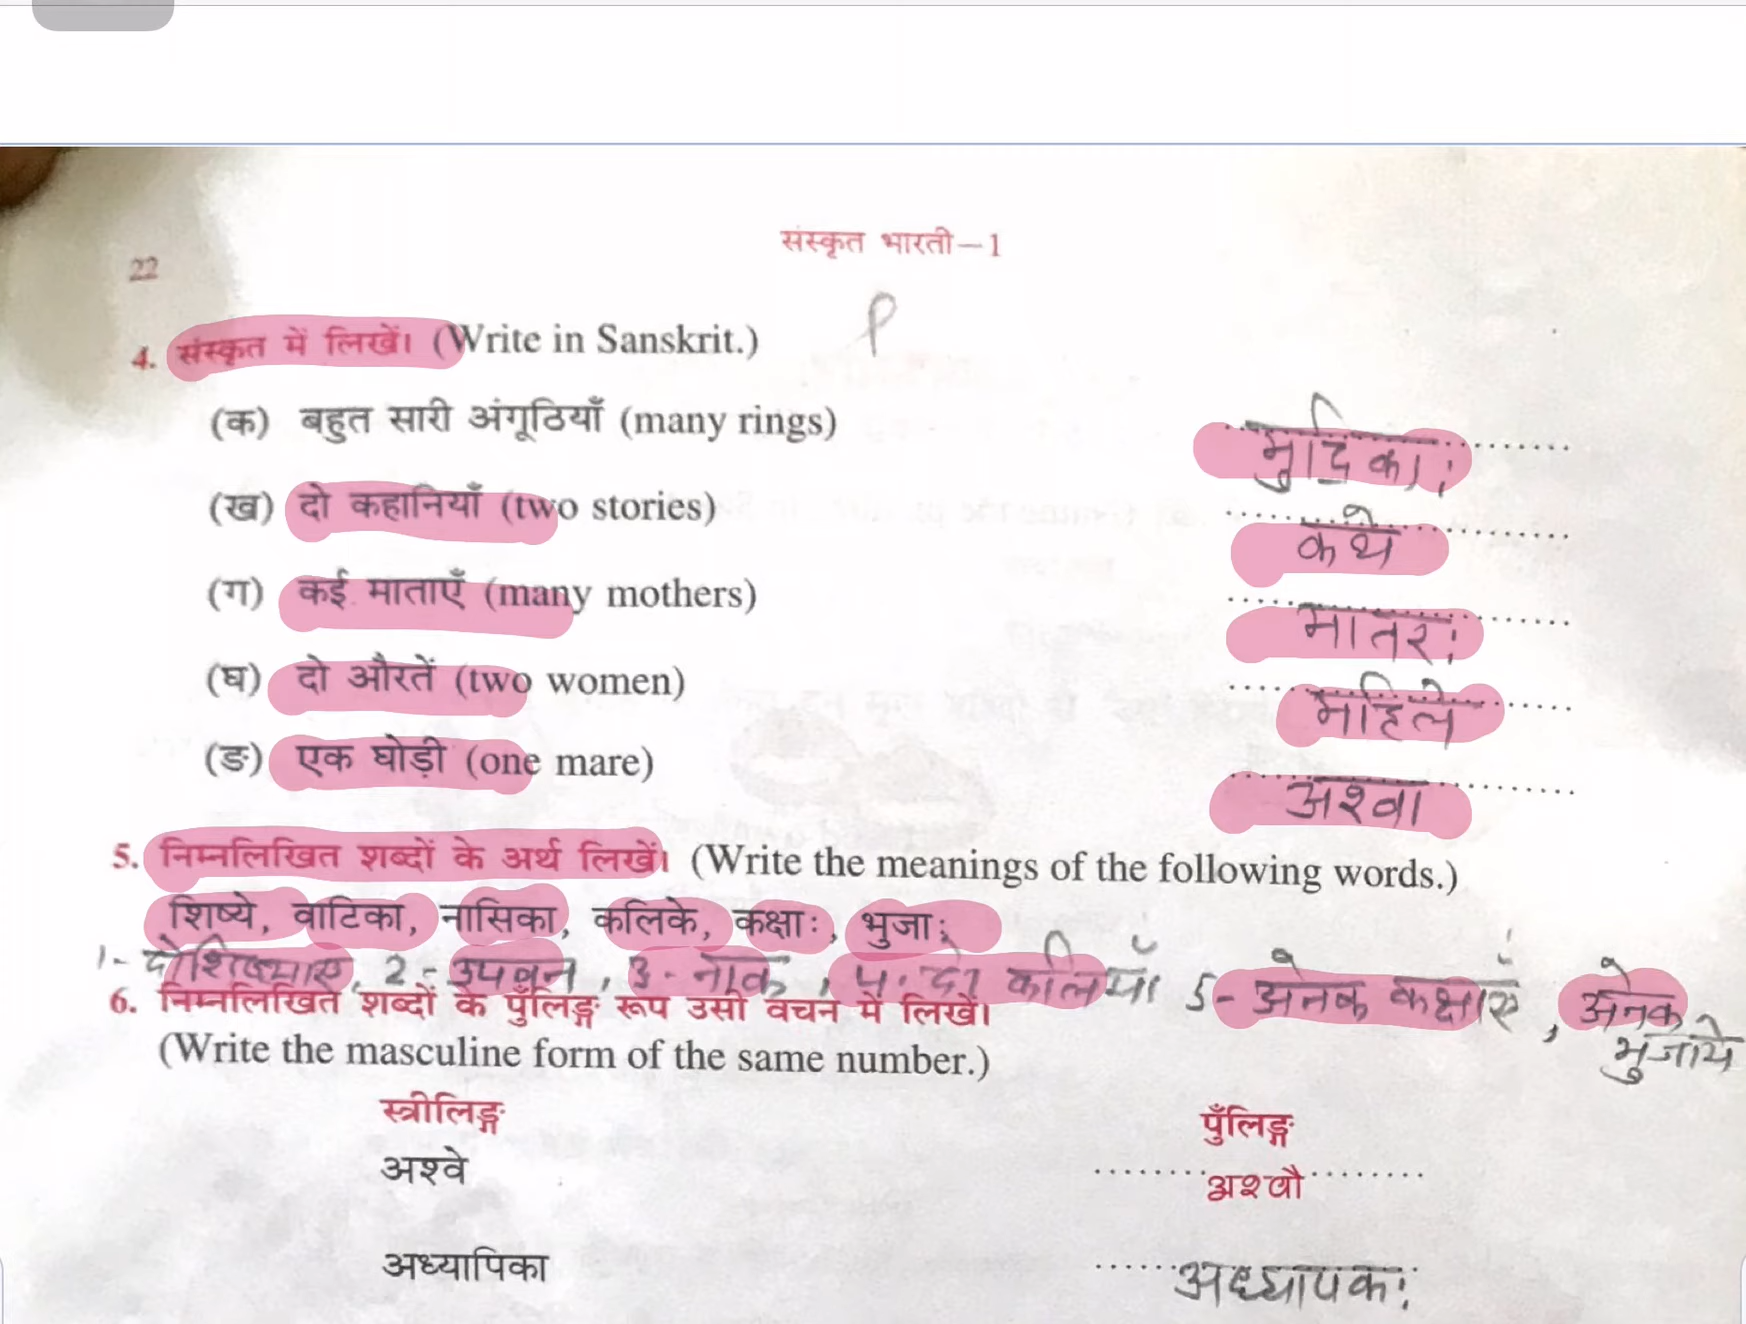 संस्कृत भारती—1
22
P
4. संस्कृत में लिखें। (Write in Sanskrit.)
(क) बहुत सारी अंगूठियाँ (many rings) मुद्रिकाः
(ख) दो कहानियाँ (two stories) कथे
(ग) कई माताएँ (many mothers) मातरः
(घ) दो औरतें (two women) महिले
(ङ) एक घोड़ी (one mare) अश्वा
5. निम्नलिखित शब्दों के अर्थ लिखें। (Write the meanings of the following words.)
शिष्ये, वाटिका, नासिका, कलिके, कक्षाः, भुजाः
1- दो शिष्याएं, 2- उपवन, 3- नाक, 4. दो कलियाँ 5- अनेक कक्षाएँ, अनेक
भुजायें
6. निम्नलिखित शब्दों के पुँलिङ्ग रूप उसी वचन में लिखें।
(Write the masculine form of the same number.)
स्त्रीलिङ्ग पुँलिङ्ग
अश्वे अश्वौ
अध्यापिका अध्यापकः